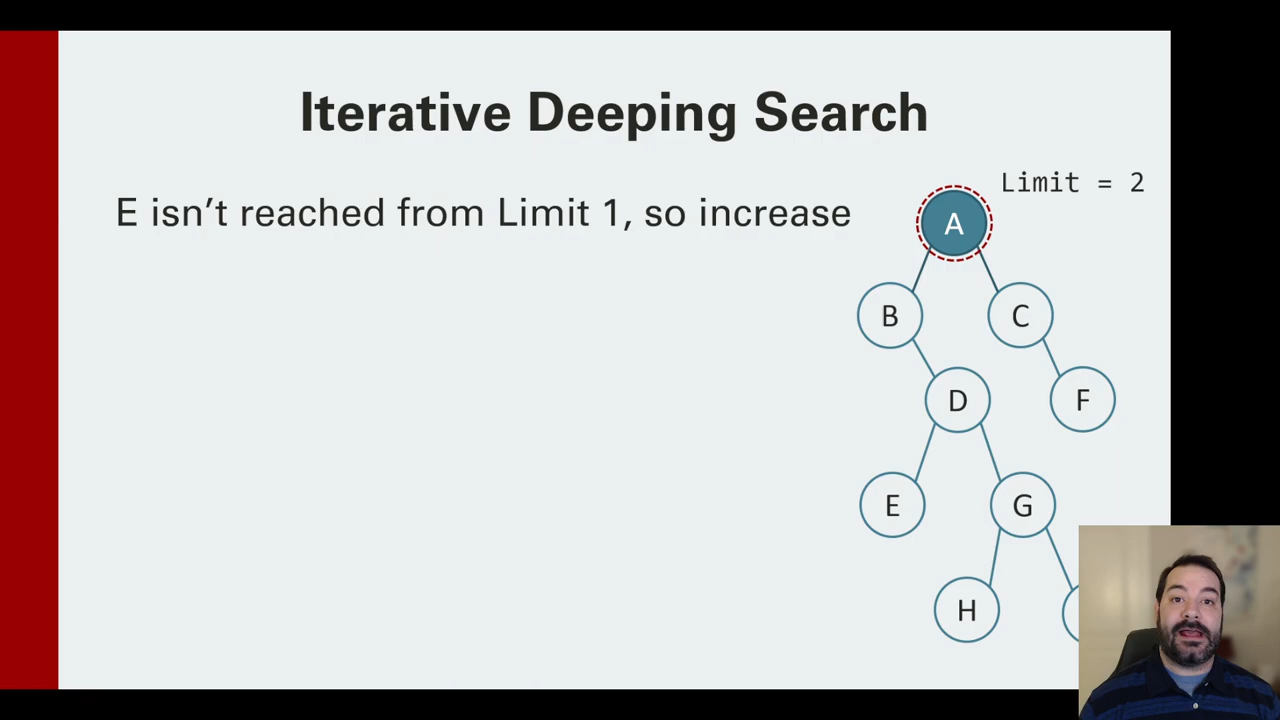 Iterative Deeping Search
Limit = 2
E isn’t reached from Limit 1, so increase
A
B
C
D
F
E
G
H